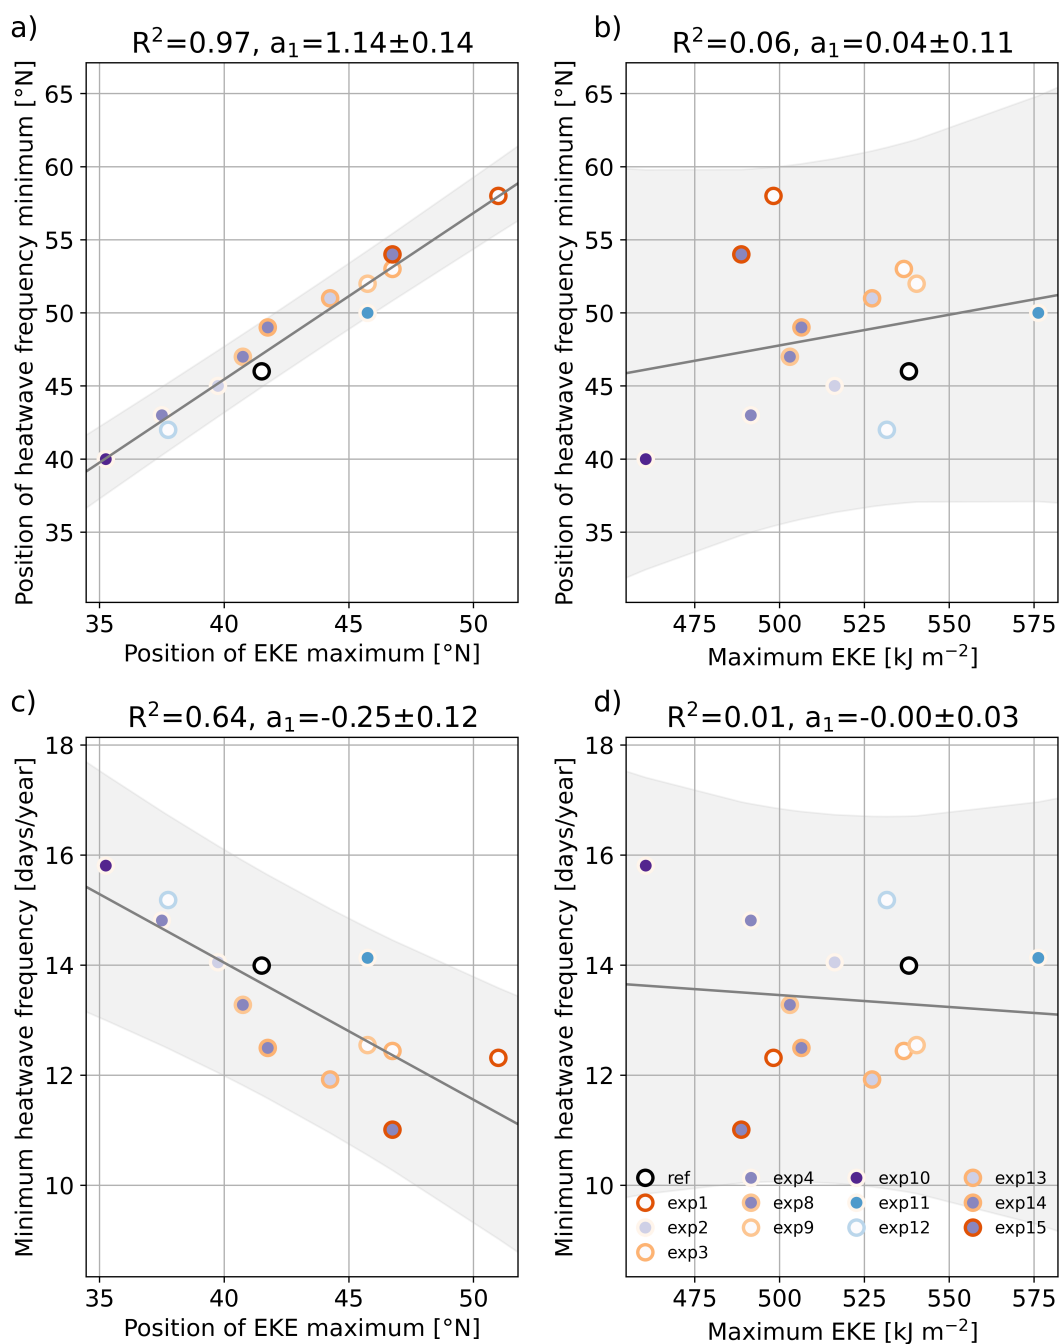 a)
R²=0.97, a₁=1.14±0.14
Position of heatwave frequency minimum [°N]
65
60
55
50
45
40
35
35 40 45 50
Position of EKE maximum [°N]
b)
R²=0.06, a₁=0.04±0.11
Position of heatwave frequency minimum [°N]
65
60
55
50
45
40
35
475 500 525 550 575
Maximum EKE [kJ m⁻²]
c)
R²=0.64, a₁=-0.25±0.12
Minimum heatwave frequency [days/year]
18
16
14
12
10
35 40 45 50
Position of EKE maximum [°N]
d)
R²=0.01, a₁=-0.00±0.03
Minimum heatwave frequency [days/year]
18
16
14
12
10
ref exp4 exp10 exp13
exp1 exp8 exp11 exp14
exp2 exp9 exp12 exp15
exp3
475 500 525 550 575
Maximum EKE [kJ m⁻²]